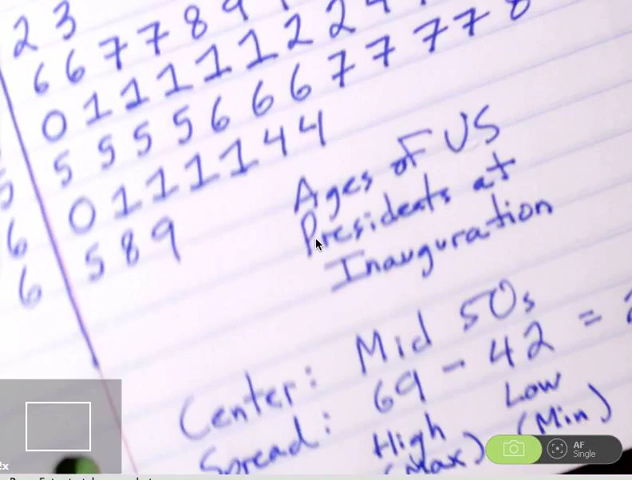 2 3
6 6 7 7 8 9
0 1 1 1 1 1 2 2 4
5 5 5 5 6 6 6 7 7 7 7 8
6 0 1 1 1 1 4 4
6 5 8 9
Ages of US
Presidents at
Inauguration
Center: Mid 50s
Spread: 69 - 42 =
High Low
(Max) (Min)
AF
Single